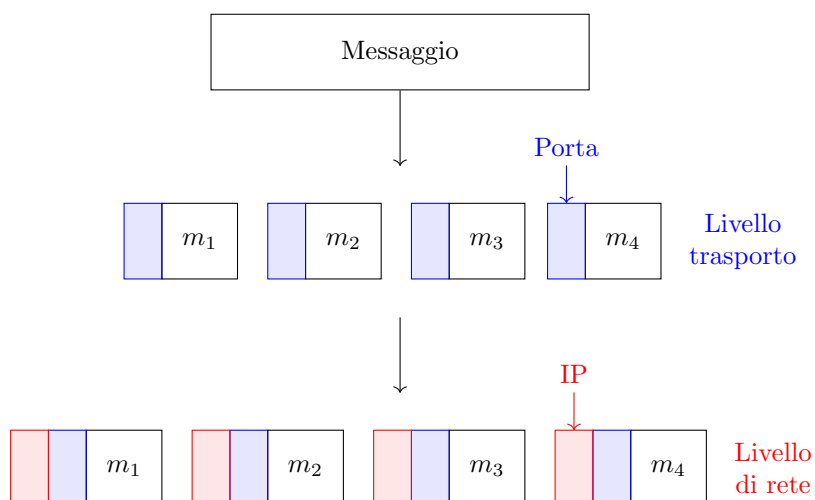 Messaggio
Porta
m₁
m₂
m₃
m₄
Livello
trasporto
IP
m₁
m₂
m₃
m₄
Livello
di rete